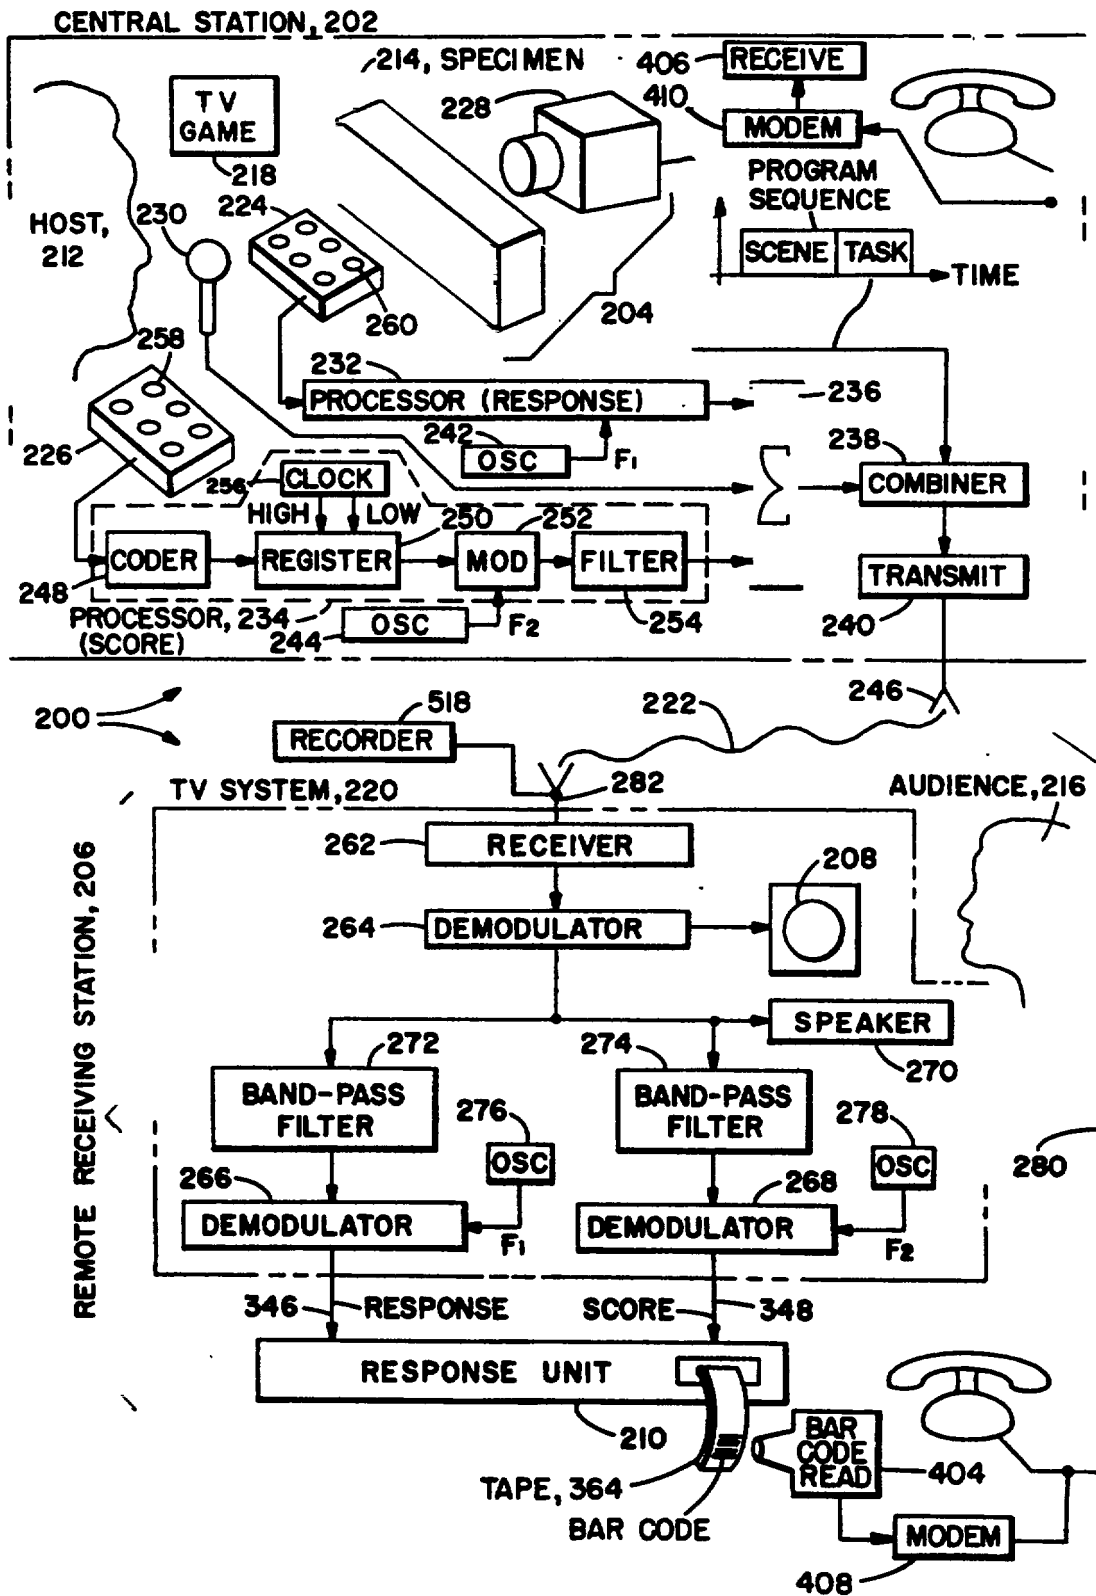 CENTRAL STATION, 202
214, SPECIMEN
406
RECEIVE
410
MODEM
TV
GAME
218
228
PROGRAM
SEQUENCE
SCENE
TASK
TIME
HOST,
212
230
224
260
204
258
226
232
PROCESSOR (RESPONSE)
236
242
OSC
F1
238
COMBINER
256
CLOCK
HIGH
LOW
250
252
CODER
REGISTER
MOD
FILTER
TRANSMIT
248
PROCESSOR, 234
(SCORE)
244
OSC
F2
254
240
246
200
518
RECORDER
222
282
TV SYSTEM, 220
AUDIENCE, 216
REMOTE RECEIVING STATION, 206
262
RECEIVER
208
264
DEMODULATOR
SPEAKER
270
272
BAND-PASS
FILTER
274
BAND-PASS
FILTER
276
OSC
278
OSC
280
266
DEMODULATOR
F1
268
DEMODULATOR
F2
346
RESPONSE
SCORE
348
RESPONSE UNIT
210
TAPE, 364
BAR CODE
BAR
CODE
READ
404
MODEM
408